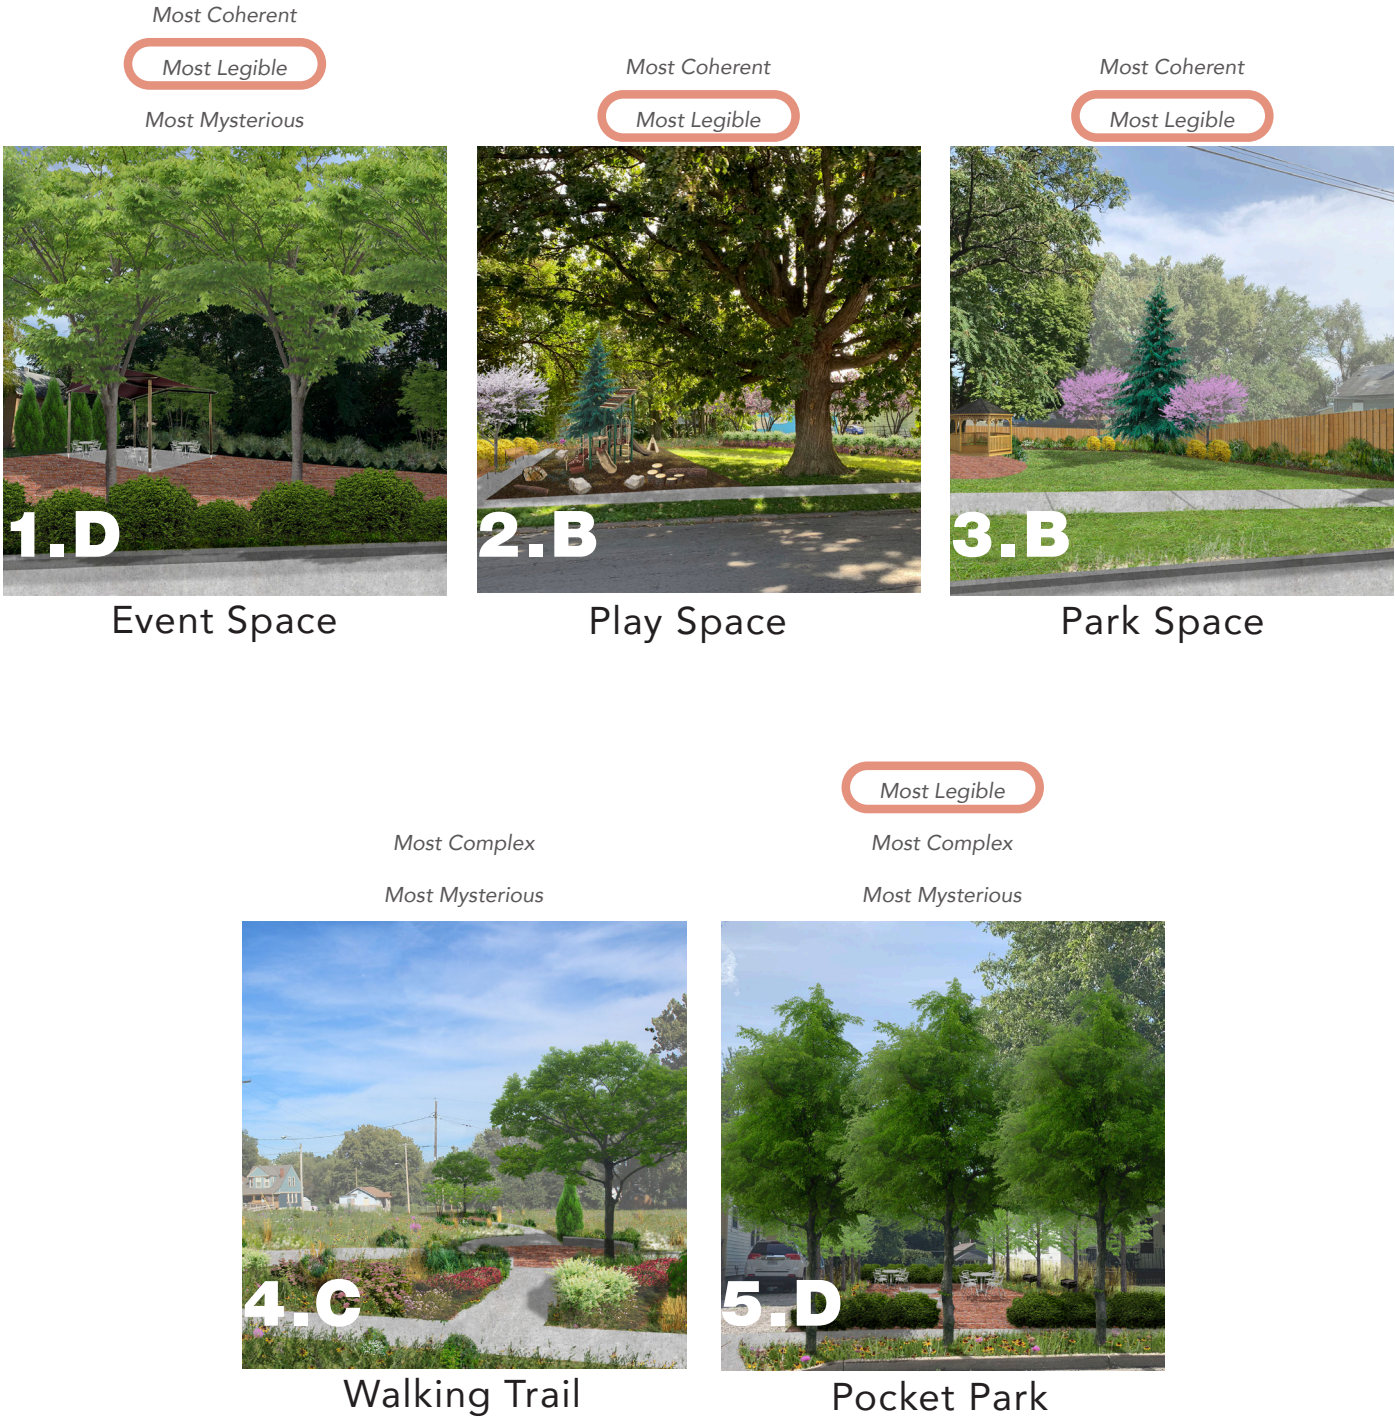 Most Coherent
Most Legible
Most Mysterious
1.D
Event Space
Most Coherent
Most Legible
2.B
Play Space
Most Coherent
Most Legible
3.B
Park Space
Most Complex
Most Mysterious
4.C
Walking Trail
Most Legible
Most Complex
Most Mysterious
5.D
Pocket Park